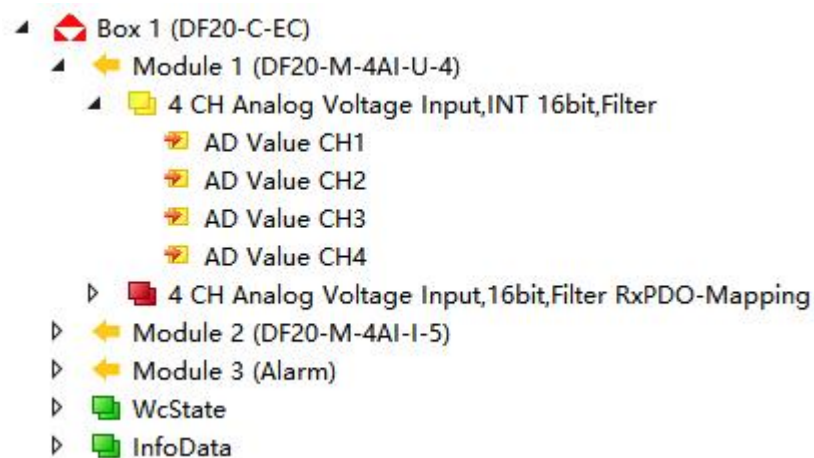 Box 1 (DF20-C-EC)
Module 1 (DF20-M-4AI-U-4)
4 CH Analog Voltage Input,INT 16bit,Filter
AD Value CH1
AD Value CH2
AD Value CH3
AD Value CH4
4 CH Analog Voltage Input,16bit,Filter RxPDO-Mapping
Module 2 (DF20-M-4AI-I-5)
Module 3 (Alarm)
WcState
InfoData